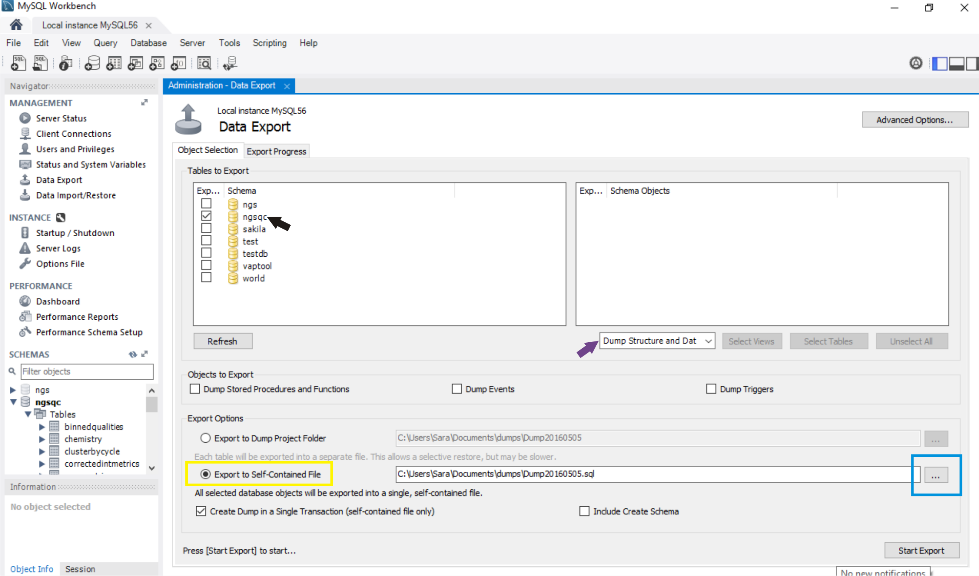 MySQL Workbench
Local instance MySQL56
File Edit View Query Database Server Tools Scripting Help
Navigator
MANAGEMENT
Server Status
Client Connections
Users and Privileges
Status and System Variables
Data Export
Data Import/Restore
INSTANCE
Startup / Shutdown
Server Logs
Options File
PERFORMANCE
Dashboard
Performance Reports
Performance Schema Setup
SCHEMAS
Filter objects
ngs
ngsqc
Tables
binnedqualities
chemistry
clusterbycycle
correctedintmetrics
Information
No object selected
Object Info Session
Administration - Data Export
Local instance MySQL56
Data Export
Advanced Options...
Object Selection Export Progress
Tables to Export
Exp... Schema
ngs
ngsqc
sakila
test
testdb
vaptool
world
Exp... Schema Objects
Refresh
Dump Structure and Dat
Select Views
Select Tables
Unselect All
Objects to Export
Dump Stored Procedures and Functions
Dump Events
Dump Triggers
Export Options
Export to Dump Project Folder
C:\Users\Sara\Documents\dumps\Dump20160505
...
Each table will be exported into a separate file. This allows a selective restore, but may be slower.
Export to Self-Contained File
C:\Users\Sara\Documents\dumps\Dump20160505.sql
...
All selected database objects will be exported into a single, self-contained file.
Create Dump in a Single Transaction (self-contained file only)
Include Create Schema
Press [Start Export] to start...
Start Export
No new notifications